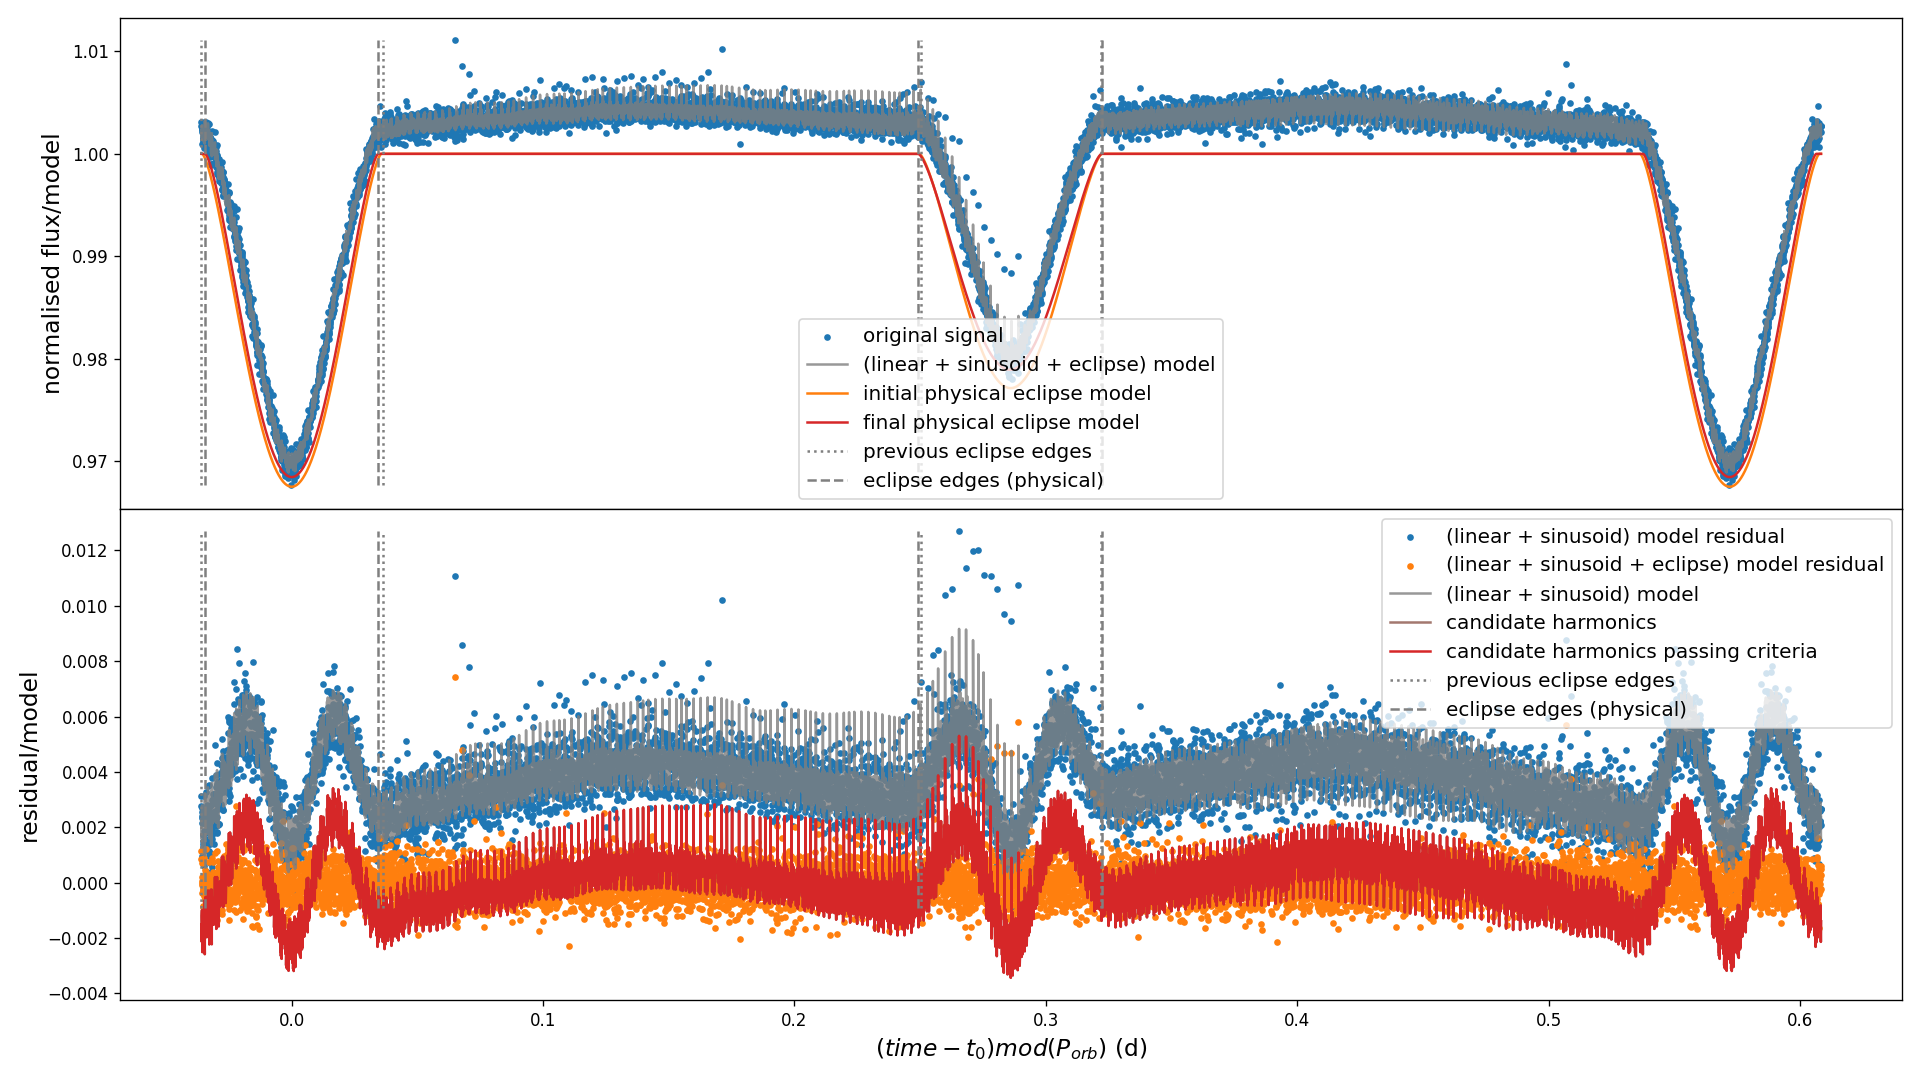 1.01
1.00
0.99
0.98
0.97
normalised flux/model
original signal
(linear + sinusoid + eclipse) model
initial physical eclipse model
final physical eclipse model
previous eclipse edges
eclipse edges (physical)
0.012
0.010
0.008
0.006
0.004
0.002
0.000
−0.002
−0.004
residual/model
(linear + sinusoid) model residual
(linear + sinusoid + eclipse) model residual
(linear + sinusoid) model
candidate harmonics
candidate harmonics passing criteria
previous eclipse edges
eclipse edges (physical)
0.0 0.1 0.2 0.3 0.4 0.5 0.6
(time − t₀)mod(P_orb) (d)